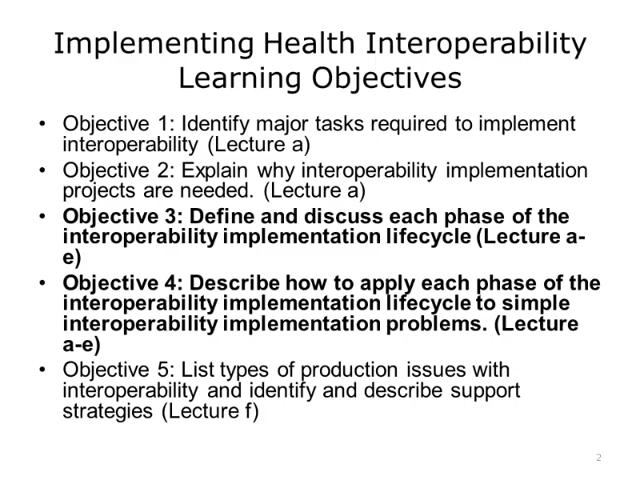 Implementing Health Interoperability
Learning Objectives
• Objective 1: Identify major tasks required to implement
interoperability (Lecture a)
• Objective 2: Explain why interoperability implementation
projects are needed. (Lecture a)
• Objective 3: Define and discuss each phase of the
interoperability implementation lifecycle (Lecture a-
e)
• Objective 4: Describe how to apply each phase of the
interoperability implementation lifecycle to simple
interoperability implementation problems. (Lecture
a-e)
• Objective 5: List types of production issues with
interoperability and identify and describe support
strategies (Lecture f)
2